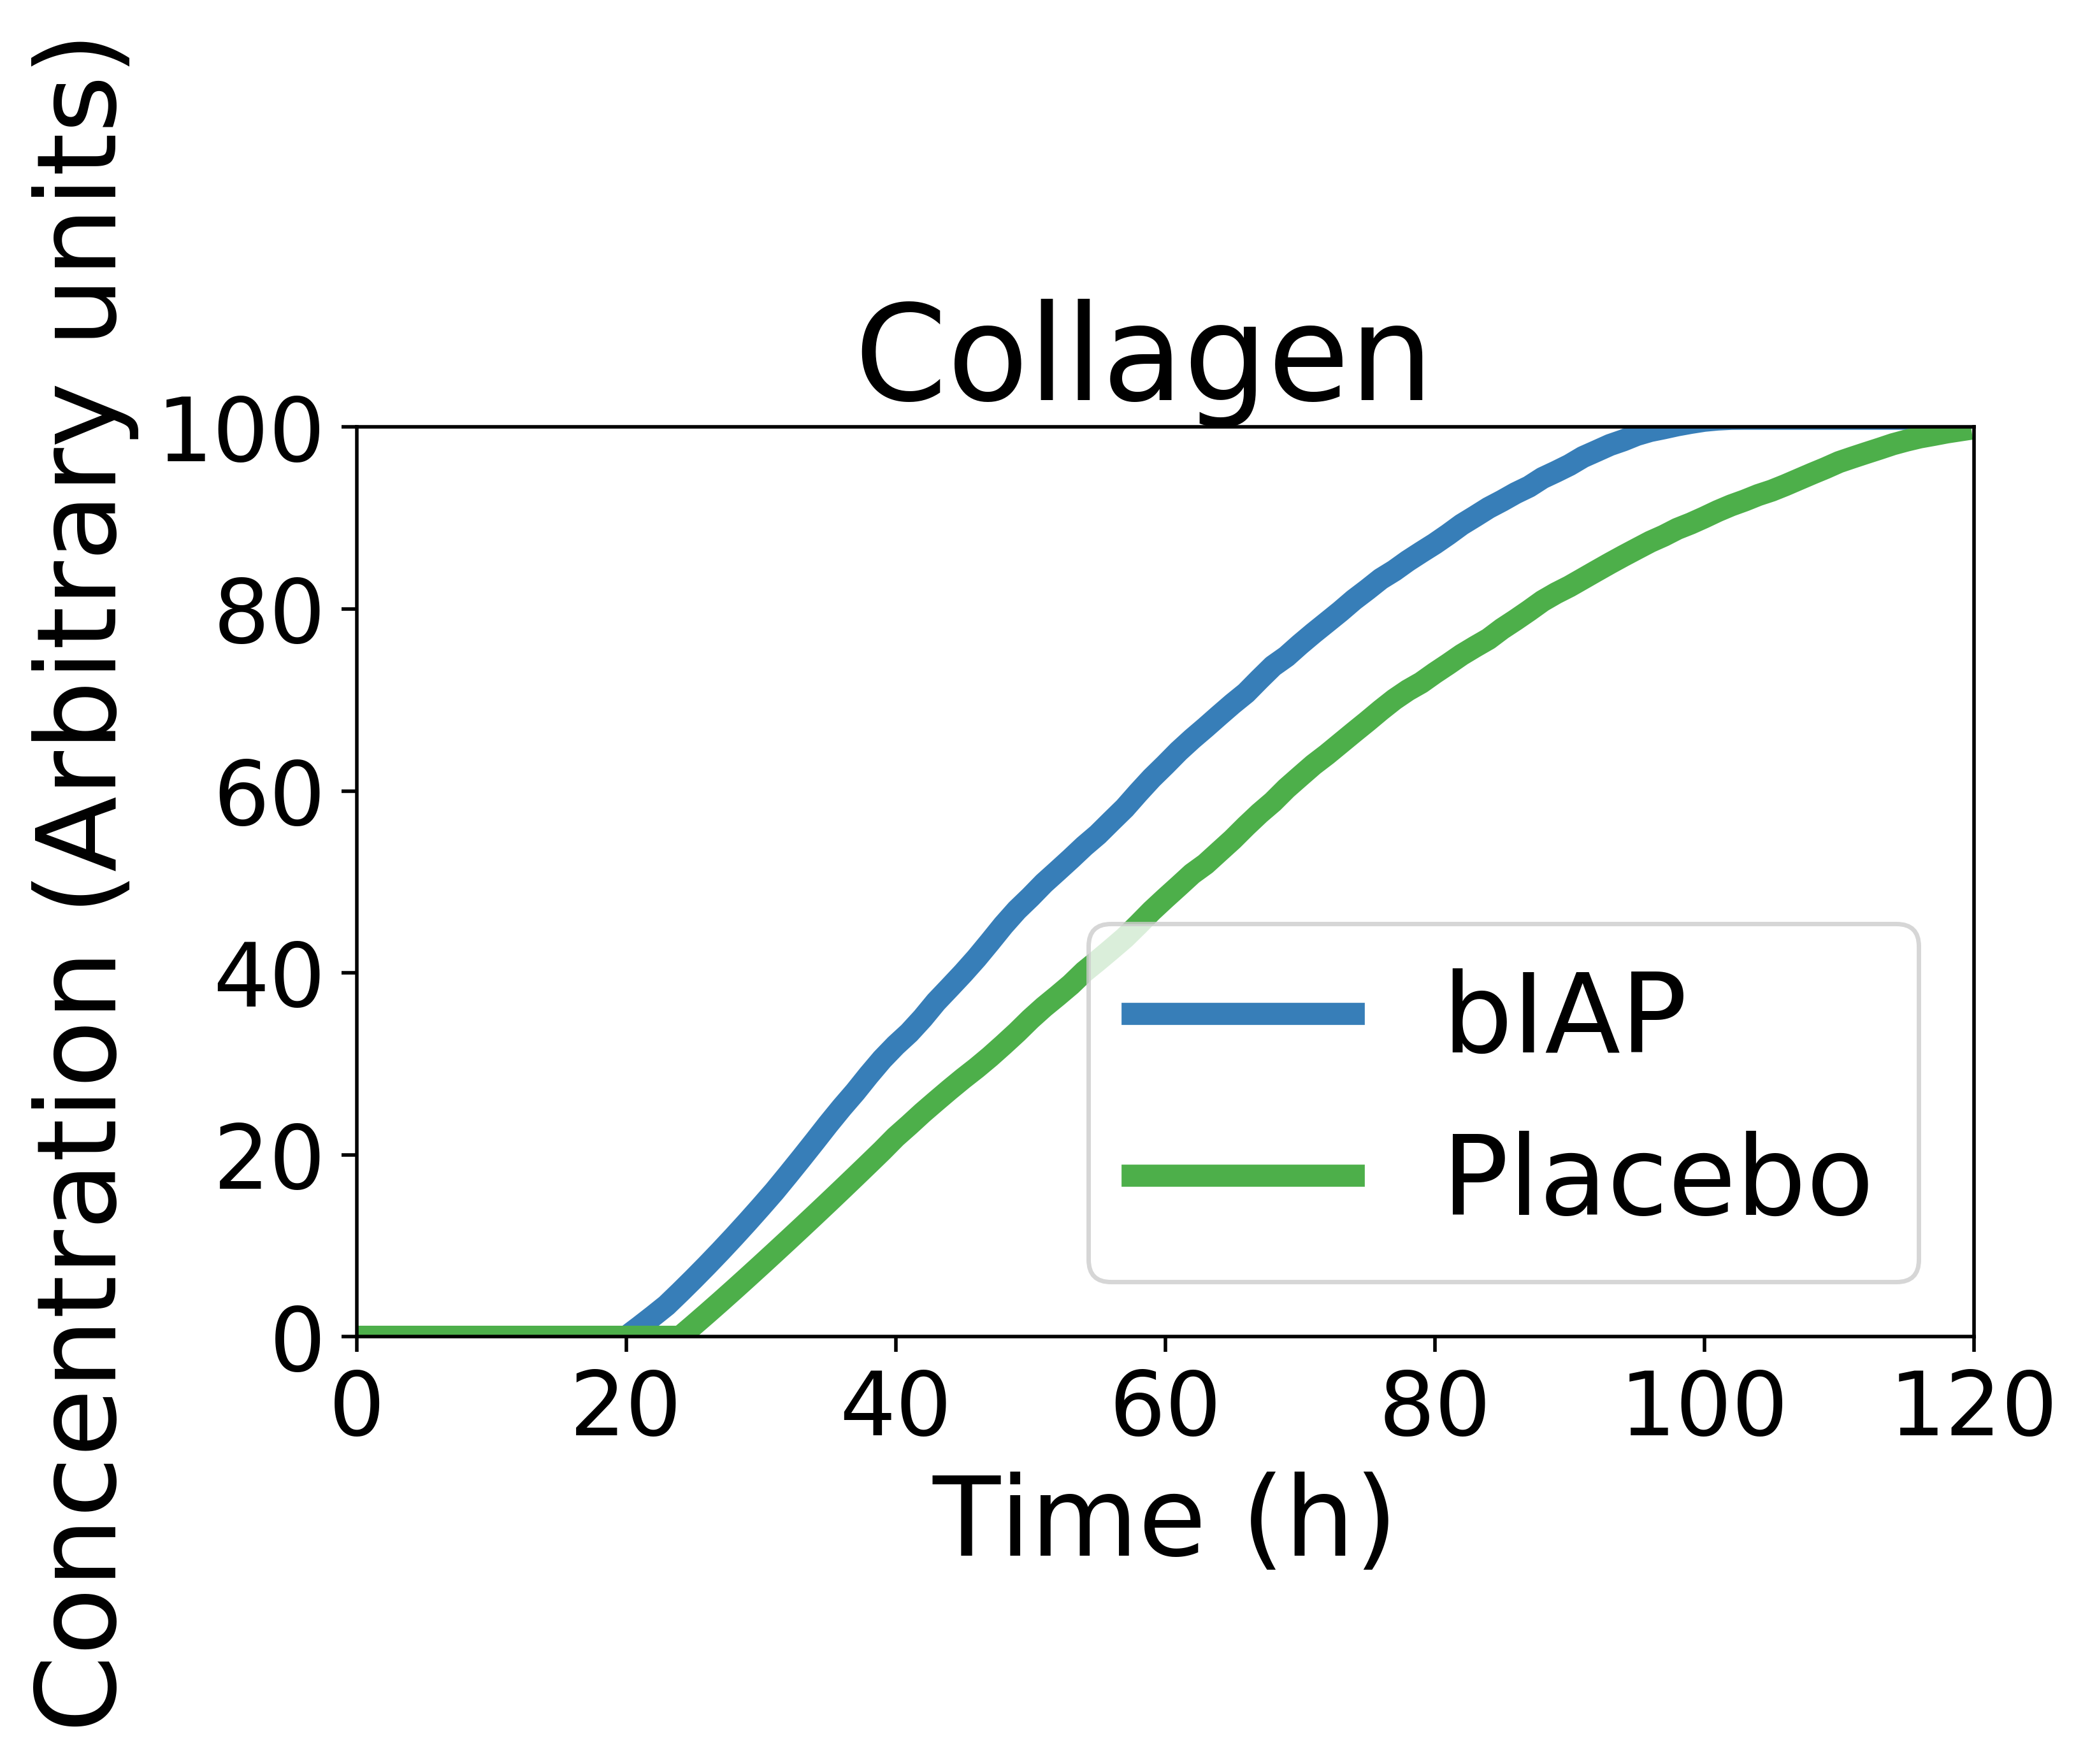 Collagen
Concentration (Arbitrary units)
100
80
60
40
20
0
0 20 40 60 80 100 120
Time (h)
bIAP
Placebo